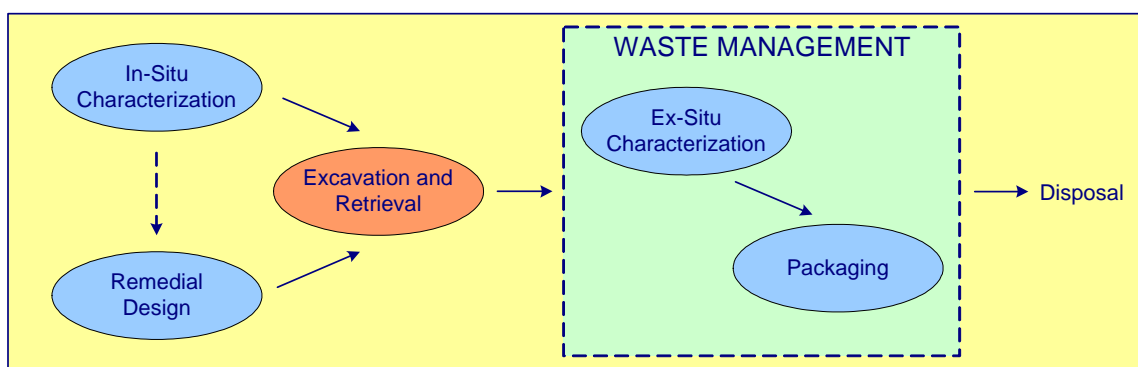 In-Situ
Characterization
Remedial
Design
Excavation and
Retrieval
WASTE MANAGEMENT
Ex-Situ
Characterization
Packaging
Disposal